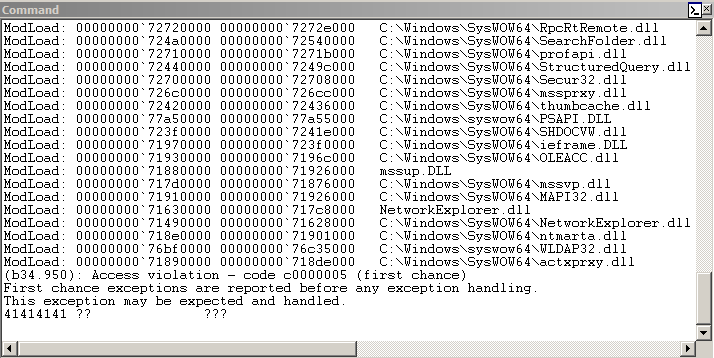 Command
ModLoad: 00000000`72720000 00000000`7272e000   C:\Windows\SysWOW64\RpcRtRemote.dll
ModLoad: 00000000`724a0000 00000000`72540000   C:\Windows\SysWOW64\SearchFolder.dll
ModLoad: 00000000`72710000 00000000`7271b000   C:\Windows\SysWOW64\profapi.dll
ModLoad: 00000000`72440000 00000000`7249c000   C:\Windows\SysWOW64\StructuredQuery.dll
ModLoad: 00000000`72700000 00000000`72708000   C:\Windows\SysWOW64\Secur32.dll
ModLoad: 00000000`726c0000 00000000`726cc000   C:\Windows\SysWOW64\mssprxy.dll
ModLoad: 00000000`72420000 00000000`72436000   C:\Windows\SysWOW64\thumbcache.dll
ModLoad: 00000000`77a50000 00000000`77a55000   C:\Windows\syswow64\PSAPI.DLL
ModLoad: 00000000`723f0000 00000000`7241e000   C:\Windows\SysWOW64\SHDOCVW.dll
ModLoad: 00000000`71970000 00000000`723f0000   C:\Windows\SysWOW64\ieframe.DLL
ModLoad: 00000000`71930000 00000000`7196c000   C:\Windows\SysWOW64\OLEACC.dll
ModLoad: 00000000`71880000 00000000`71926000   mssup.DLL
ModLoad: 00000000`717d0000 00000000`71876000   C:\Windows\SysWOW64\mssvp.dll
ModLoad: 00000000`71910000 00000000`71926000   C:\Windows\SysWOW64\MAPI32.dll
ModLoad: 00000000`71630000 00000000`717c8000   NetworkExplorer.dll
ModLoad: 00000000`71490000 00000000`71628000   C:\Windows\SysWOW64\NetworkExplorer.dll
ModLoad: 00000000`718e0000 00000000`71901000   C:\Windows\SysWOW64\ntmarta.dll
ModLoad: 00000000`76bf0000 00000000`76c35000   C:\Windows\syswow64\WLDAP32.dll
ModLoad: 00000000`71890000 00000000`718de000   C:\Windows\SysWOW64\actxprxy.dll
(b34.950): Access violation - code c0000005 (first chance)
First chance exceptions are reported before any exception handling.
This exception may be expected and handled.
41414141 ??              ???